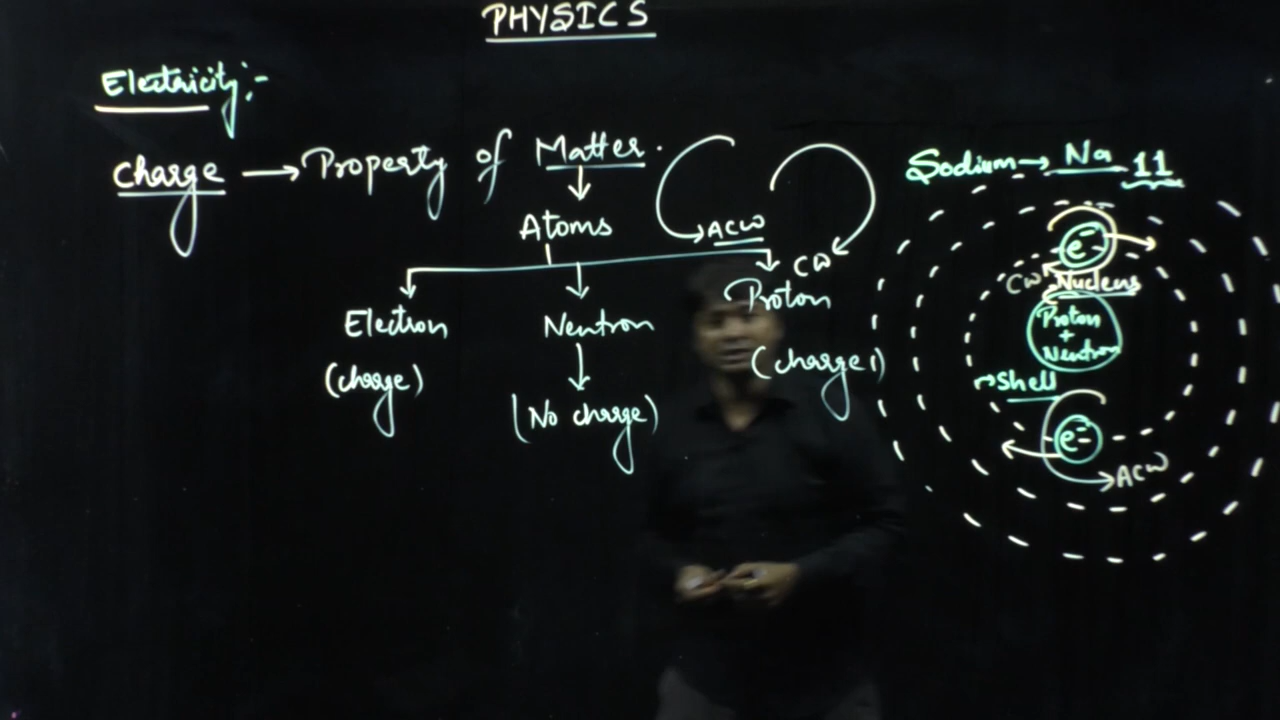 PHYSICS
Electricity:-
Charge → Property of Matter.
Atoms
ACW
CW
Electron
Neutron
Proton
(charge)
(No charge)
(charge)
Sodium → Na 11
e-
CW
Nucleus
Proton
+
Neutron
→ Shell
e-
ACW